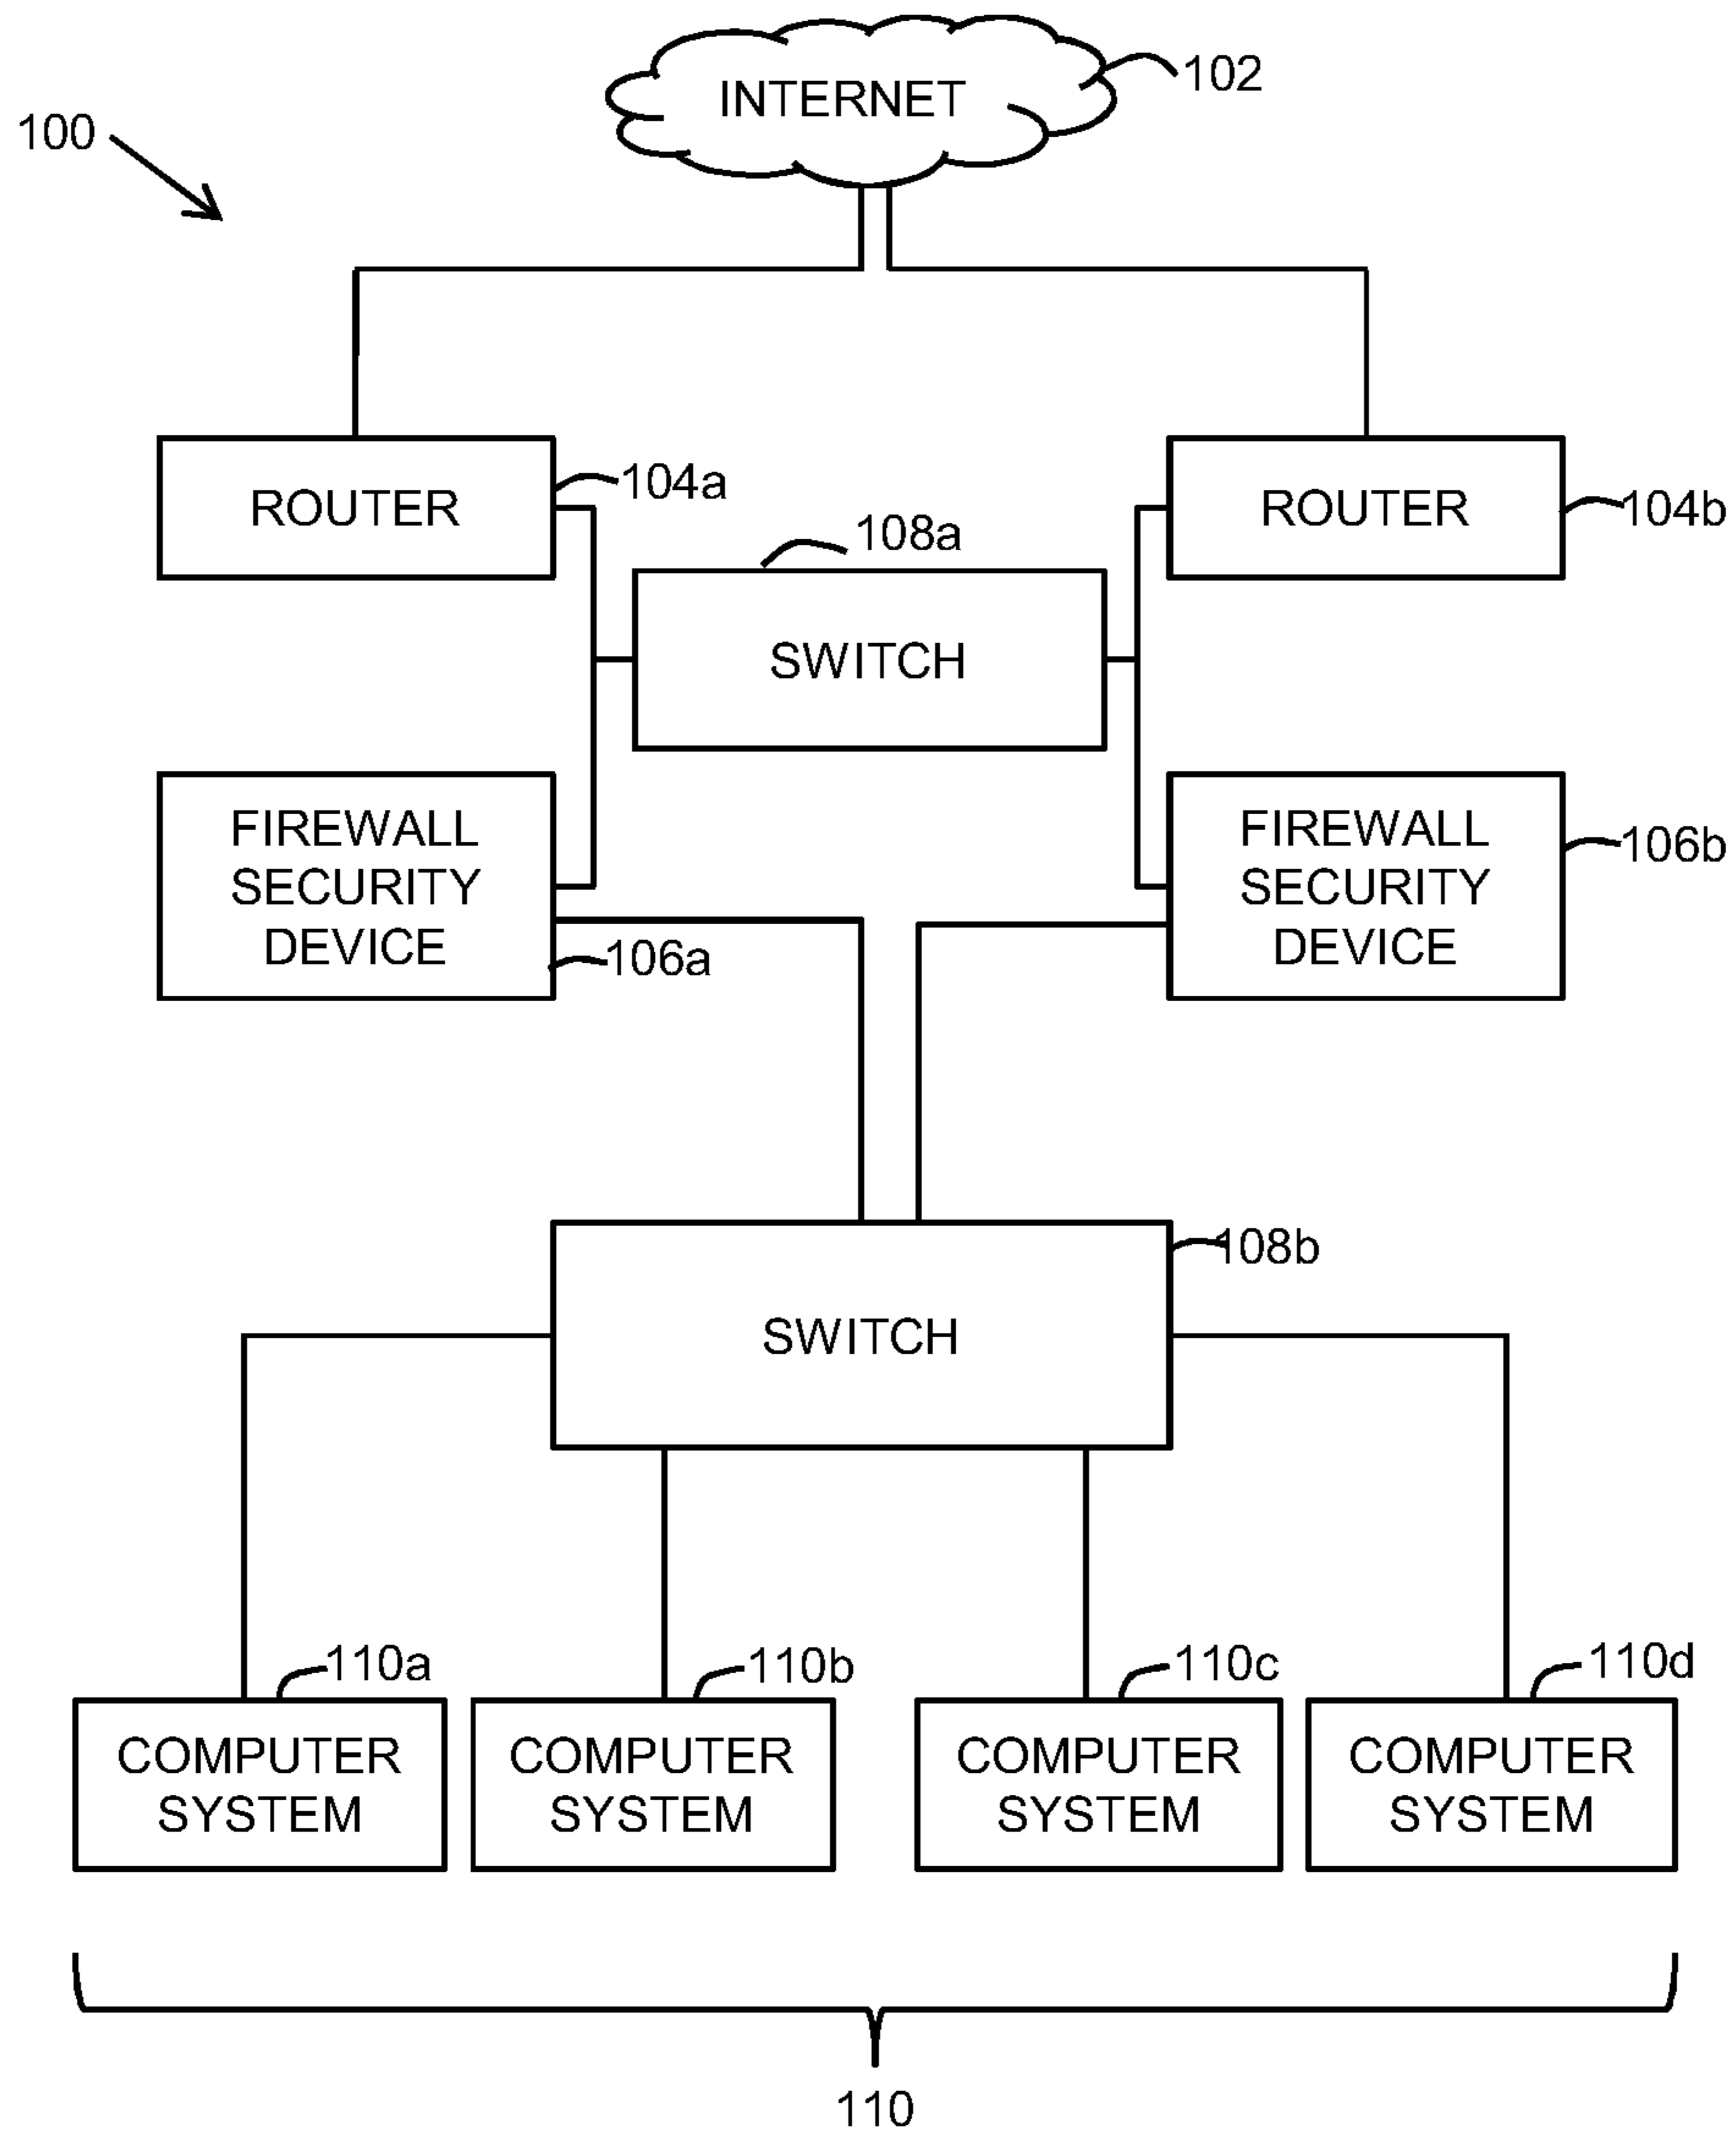 INTERNET
102
100
ROUTER
104a
108a
ROUTER
104b
SWITCH
FIREWALL
SECURITY
DEVICE
106a
FIREWALL
SECURITY
DEVICE
106b
108b
SWITCH
110a
110b
110c
110d
COMPUTER
SYSTEM
COMPUTER
SYSTEM
COMPUTER
SYSTEM
COMPUTER
SYSTEM
110